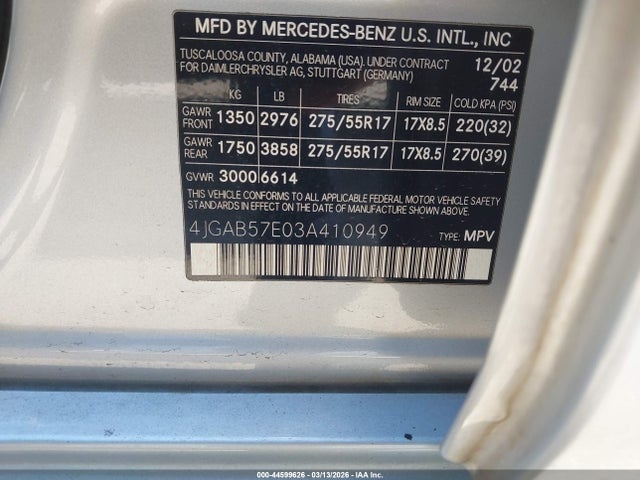 MFD BY MERCEDES-BENZ U.S. INTL., INC
TUSCALOOSA COUNTY, ALABAMA (USA). UNDER CONTRACT 12/02
FOR DAIMLERCHRYSLER AG, STUTTGART (GERMANY) 744
KG LB TIRES RIM SIZE COLD KPA (PSI)
GAWR FRONT 1350 2976 275/55R17 17X8.5 220(32)
GAWR REAR 1750 3858 275/55R17 17X8.5 270(39)
GVWR 3000 6614
THIS VEHICLE CONFORMS TO ALL APPLICABLE FEDERAL MOTOR VEHICLE SAFETY
STANDARDS IN EFFECT ON THE DATE OF MANUFACTURE SHOWN ABOVE.
4JGAB57E03A410949 TYPE: MPV
000-44599626 - 03/13/2026 - IAAC